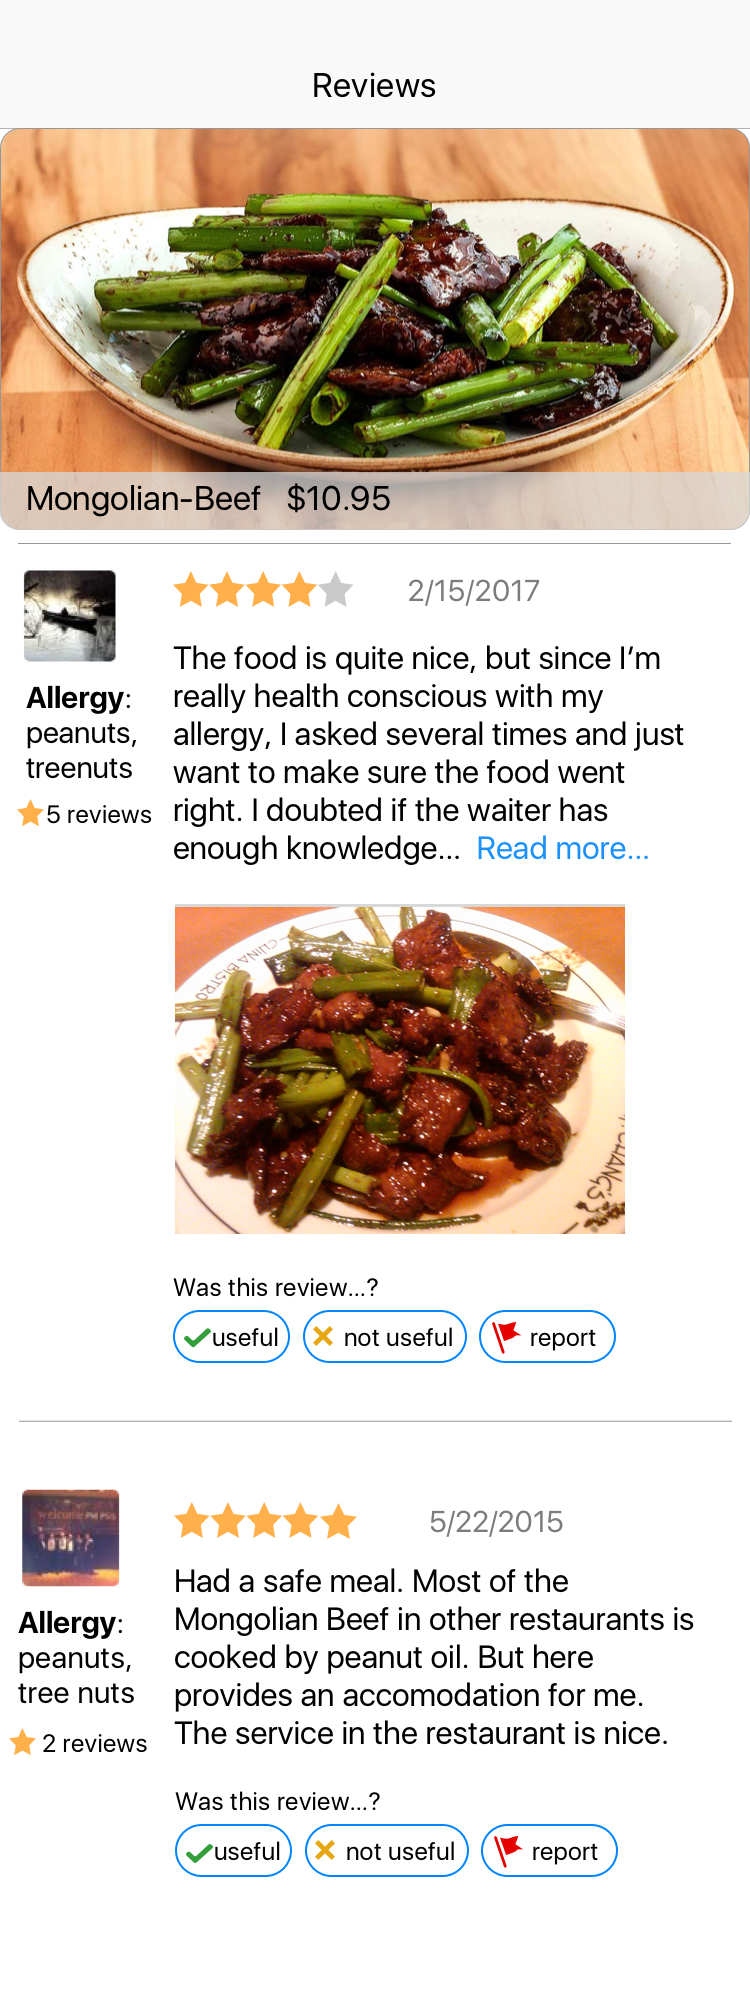 Reviews
Mongolian-Beef $10.95
2/15/2017
Allergy:
peanuts,
treenuts
5 reviews
The food is quite nice, but since I’m
really health conscious with my
allergy, I asked several times and just
want to make sure the food went
right. I doubted if the waiter has
enough knowledge... Read more...
CHINA BISTRO
CHANG'S
Was this review...?
useful
not useful
report
5/22/2015
Welcome
Allergy:
peanuts,
tree nuts
2 reviews
Had a safe meal. Most of the
Mongolian Beef in other restaurants is
cooked by peanut oil. But here
provides an accomodation for me.
The service in the restaurant is nice.
Was this review...?
useful
not useful
report